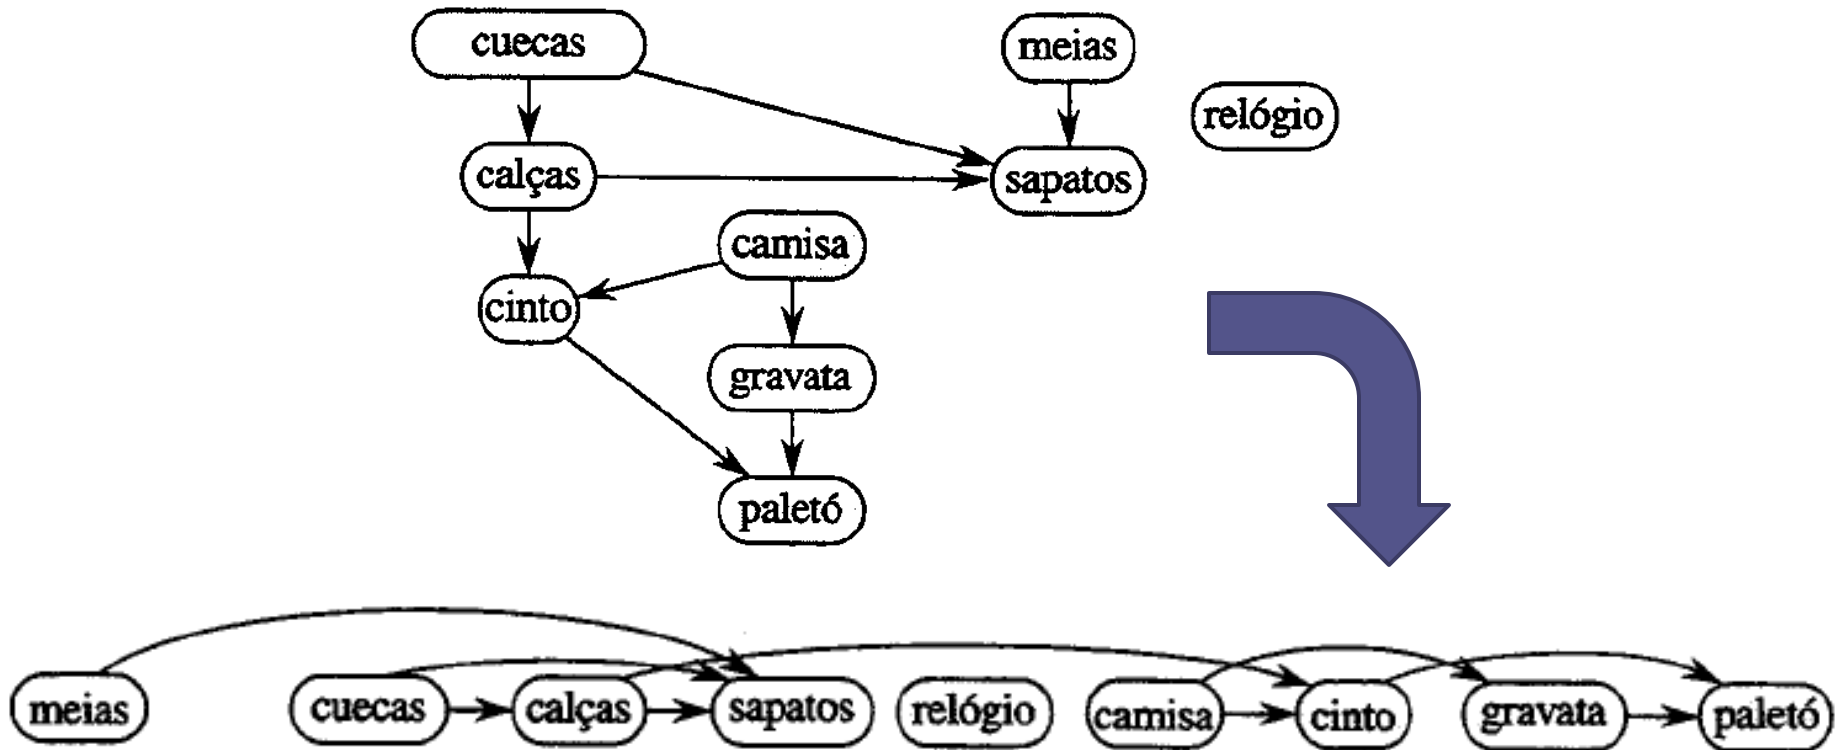 cuecas
meias
relógio
calças
sapatos
camisa
cinto
gravata
paletó
meias cuecas calças sapatos relógio camisa cinto gravata paletó